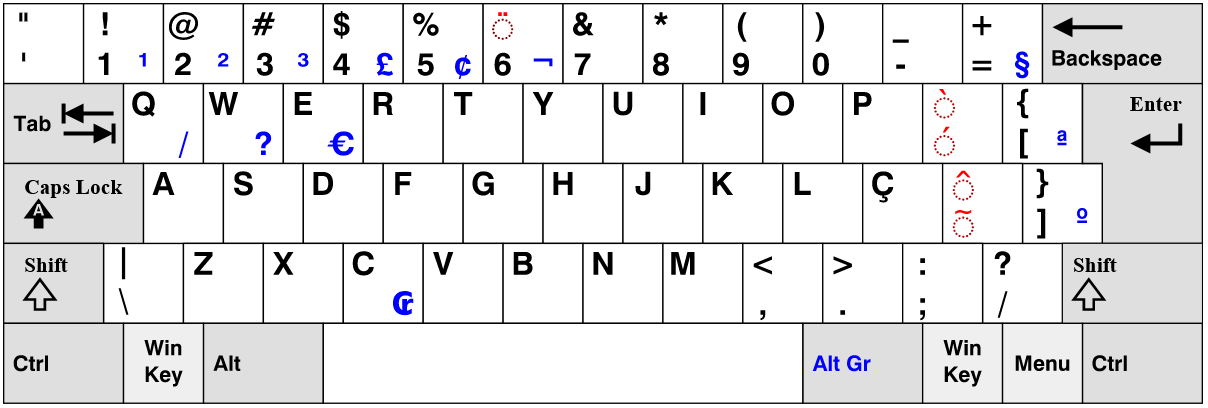 " ! @ # $ % ¨ & * ( ) _ +
' 1 ¹ 2 ² 3 ³ 4 £ 5 ¢ 6 ¬ 7 8 9 0 - = § Backspace
Tab Q / W ? E € R T Y U I O P ` ´ { [ ª Enter
Caps Lock A A S D F G H J K L Ç ^ ~ } ] º
Shift | \ Z X C ₢ V B N M < , > . : ; ? / Shift
Ctrl Win Key Alt Alt Gr Win Key Menu Ctrl